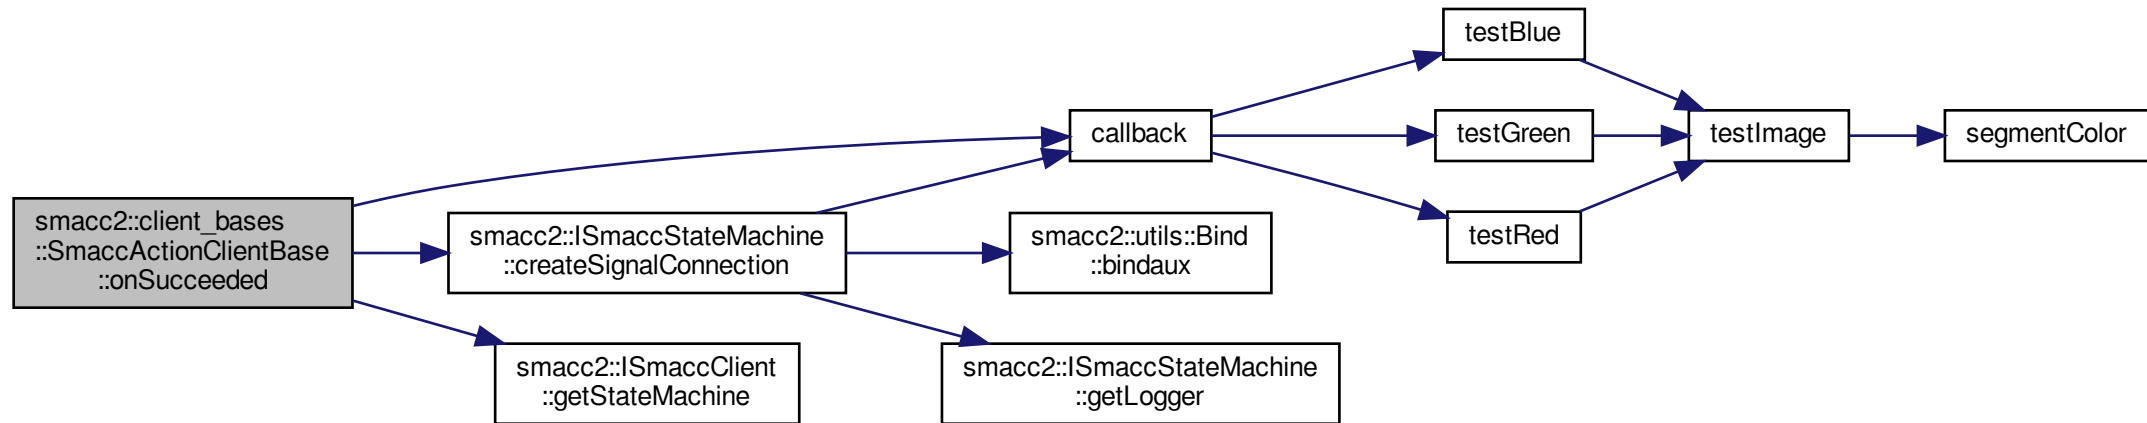 smacc2::client_bases
::SmaccActionClientBase
::onSucceeded
smacc2::ISmaccStateMachine
::createSignalConnection
smacc2::ISmaccClient
::getStateMachine
callback
smacc2::utils::Bind
::bindaux
smacc2::ISmaccStateMachine
::getLogger
testBlue
testGreen
testRed
testImage
segmentColor